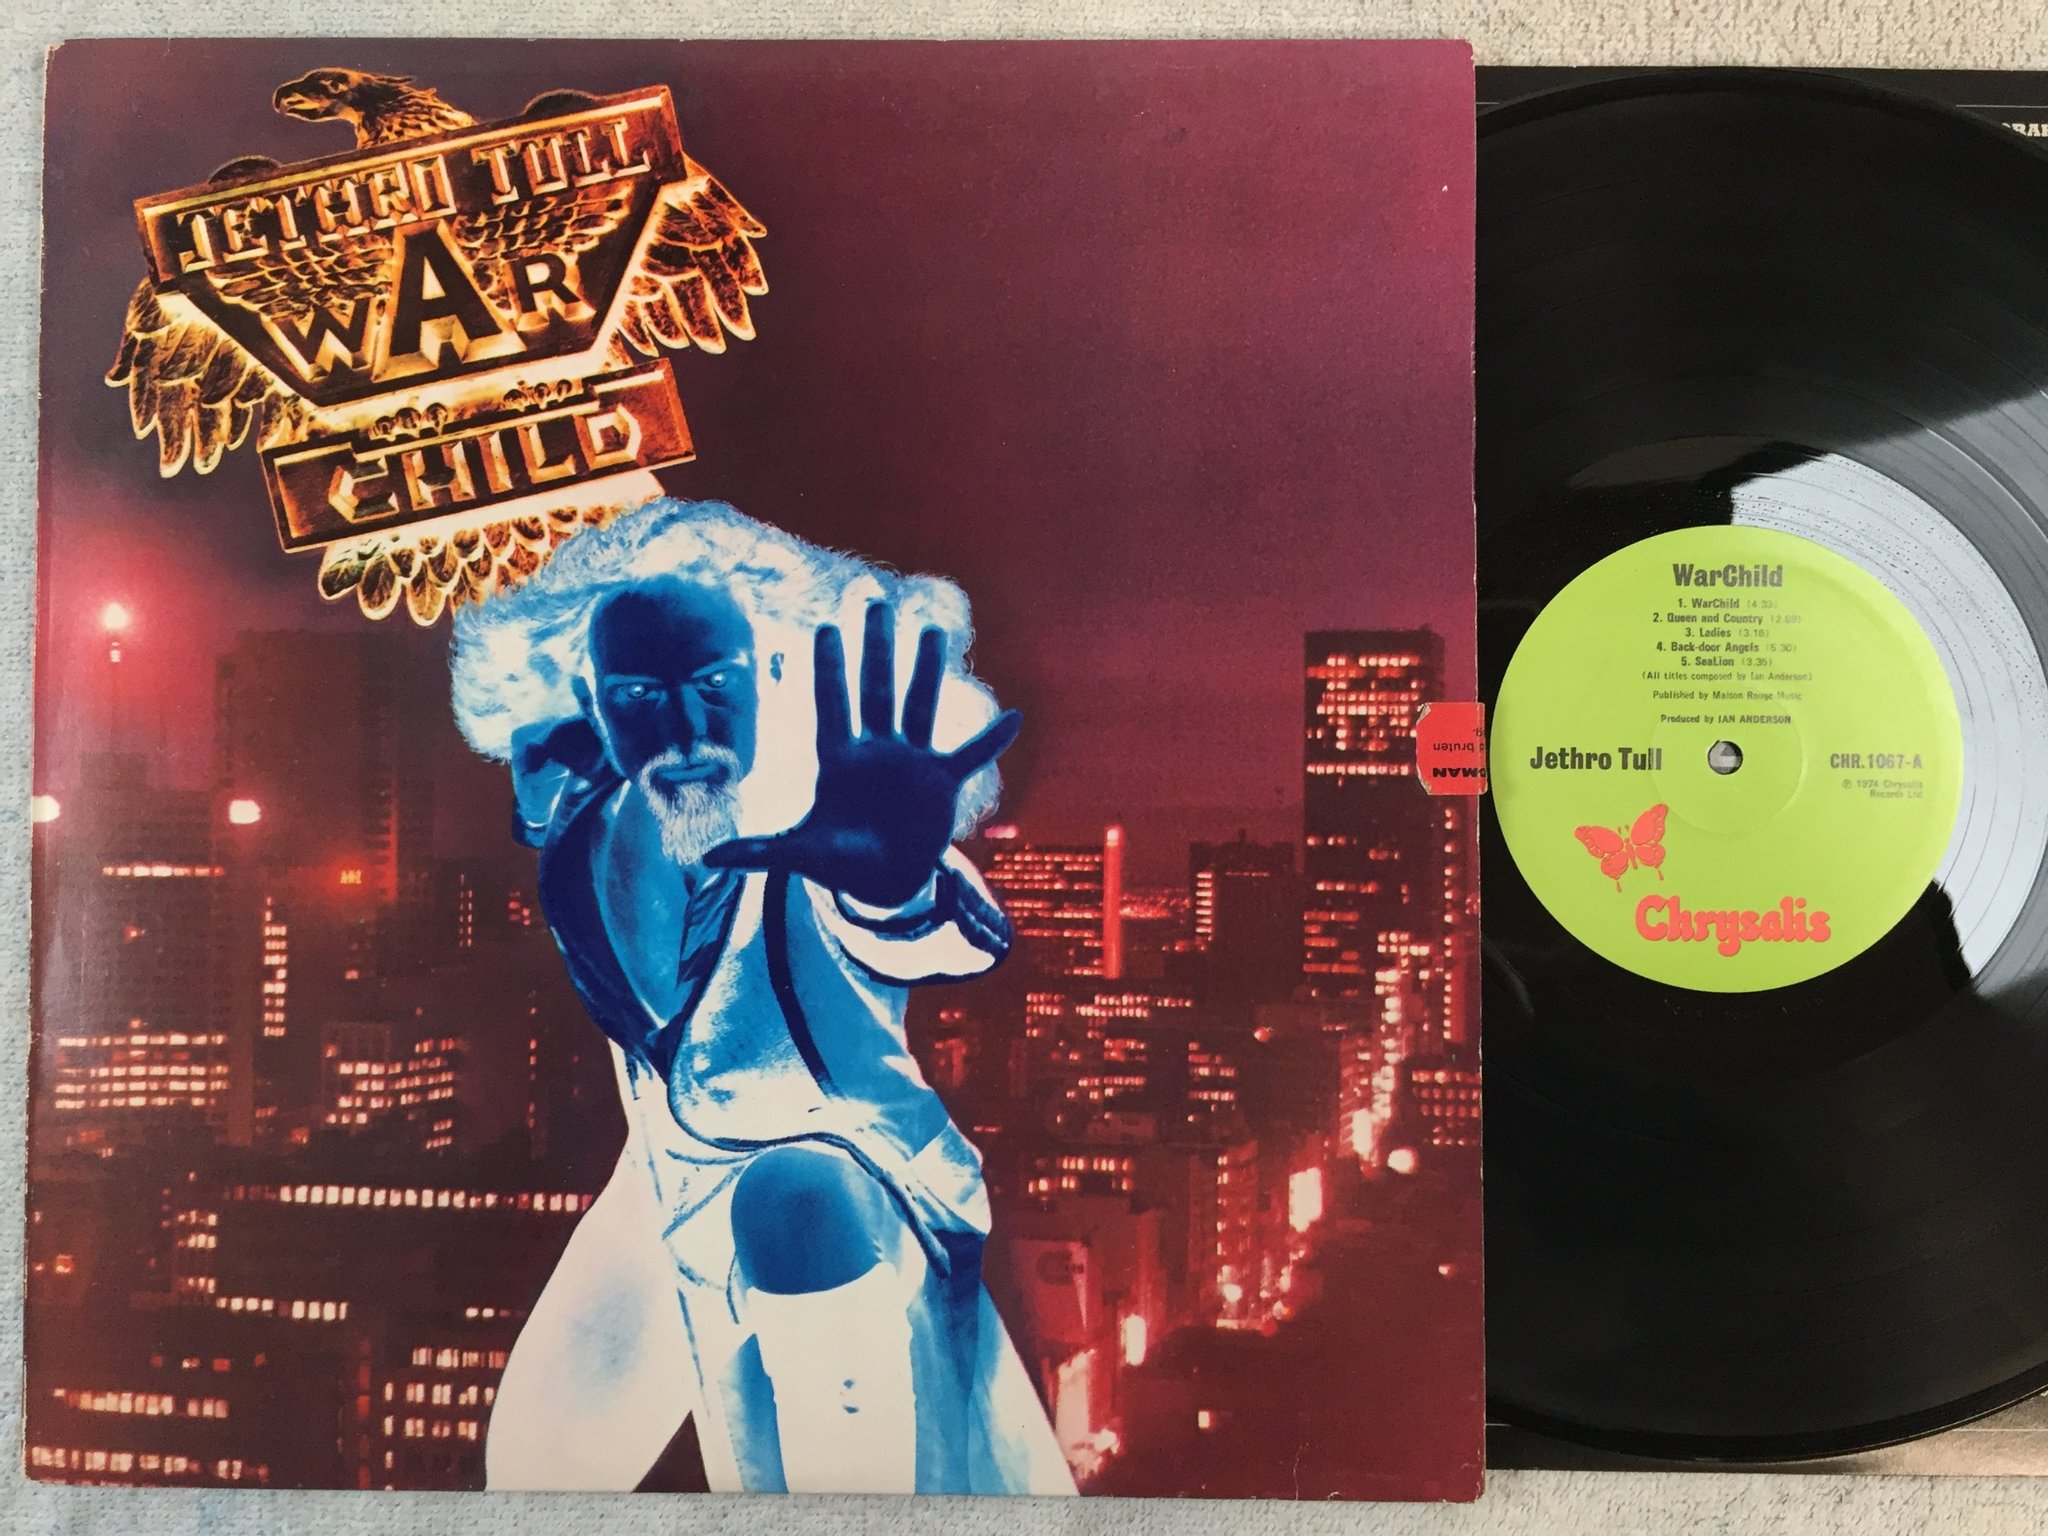 JETHRO TULL
WAR
CHILD
WarChild
1. WarChild (4.33)
2. Queen and Country (2.59)
3. Ladies (3.16)
4. Back-door Angels (5.30)
5. SeaLion (3.35)
(All titles composed by Ian Anderson)
Published by Maison Rouge Music
Produced by IAN ANDERSON
Jethro Tull
CHR.1067-A
℗ 1974 Chrysalis
Records Ltd
Chrysalis
bruten